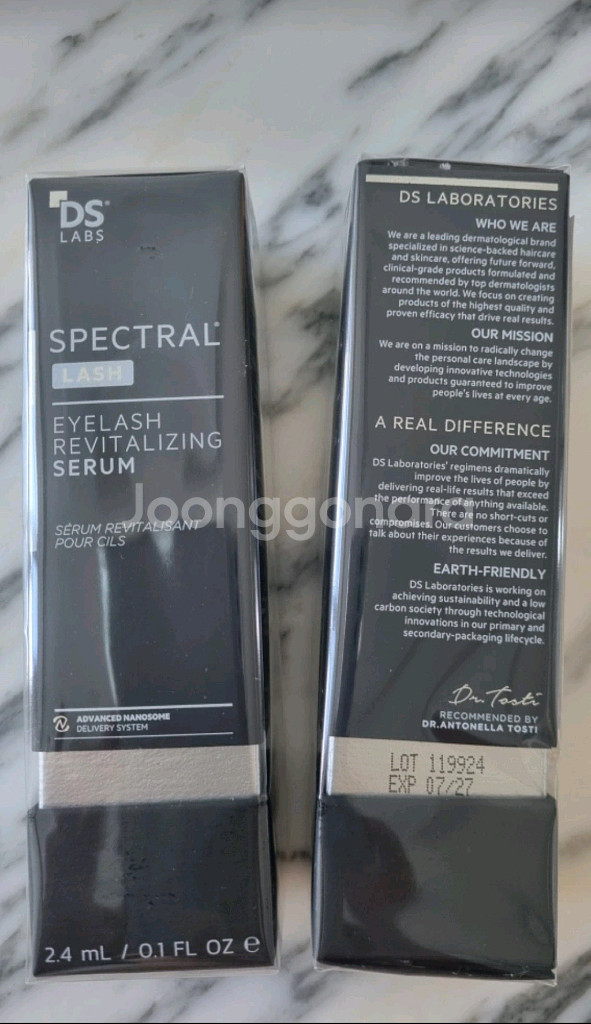 DS
LABS
SPECTRAL®
LASH
EYELASH
REVITALIZING
SERUM
SÉRUM REVITALISANT
POUR CILS
ADVANCED NANOSOME
DELIVERY SYSTEM
2.4 mL / 0.1 FL OZ ℮
DS LABORATORIES
WHO WE ARE
We are a leading dermatological brand
specialized in science-backed haircare
and skincare, offering future forward,
clinical-grade products formulated and
recommended by top dermatologists
around the world. We focus on creating
products of the highest quality and
proven efficacy that drive real results.
OUR MISSION
We are on a mission to radically change
the personal care landscape by
developing innovative technologies
and products guaranteed to improve
people's lives at every age.
A REAL DIFFERENCE
OUR COMMITMENT
DS Laboratories' regimens dramatically
improve the lives of people by
delivering real-life results that exceed
the performance of anything available.
There are no short-cuts or
compromises. Our customers choose to
talk about their experiences because of
the results we deliver.
EARTH-FRIENDLY
DS Laboratories is working on
achieving sustainability and a low
carbon society through technological
innovations in our primary and
secondary-packaging lifecycle.
Dr. Tosti
RECOMMENDED BY
DR. ANTONELLA TOSTI
LOT 119924
EXP 07/27
Joonggonara